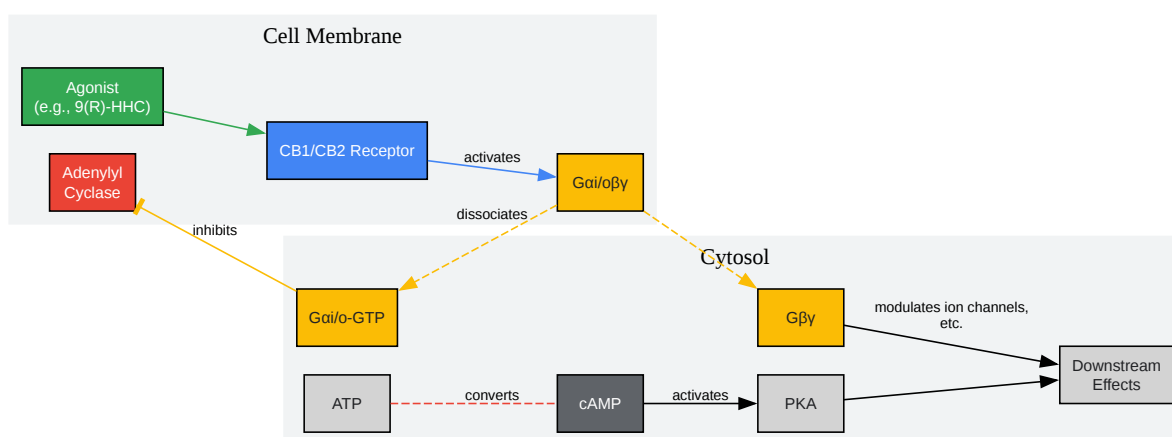 Cell Membrane
Agonist
(e.g., 9(R)-HHC)
CB1/CB2 Receptor
activates
Adenylyl
Cyclase
Gαi/oβγ
dissociates
inhibits
Cytosol
Gαi/o-GTP
Gβγ
modulates ion channels,
etc.
Downstream
Effects
ATP
converts
cAMP
activates
PKA